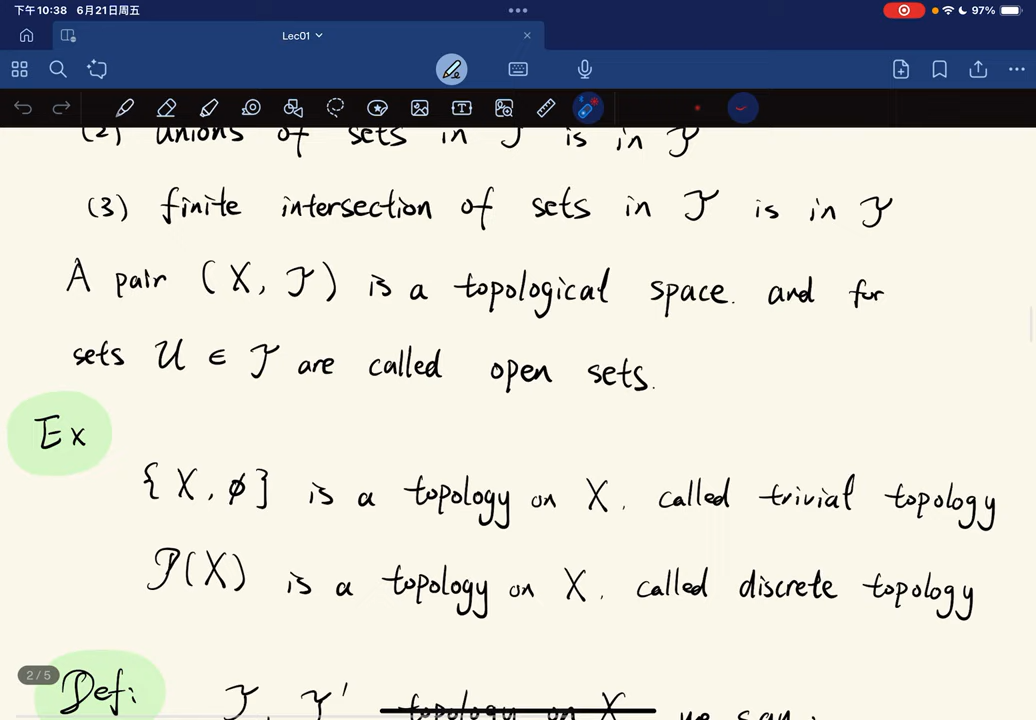 下午10:38 6月21日周五
97%
Lec01
(2) unions of sets in 𝒯 is in 𝒯
(3) finite intersection of sets in 𝒯 is in 𝒯
A pair (X, 𝒯) is a topological space. and for
sets U ∈ 𝒯 are called open sets.
Ex
{X, ∅} is a topology on X. called trivial topology
𝒫(X) is a topology on X. called discrete topology
2/5
Def: 𝒯, 𝒯' topology on X we say: